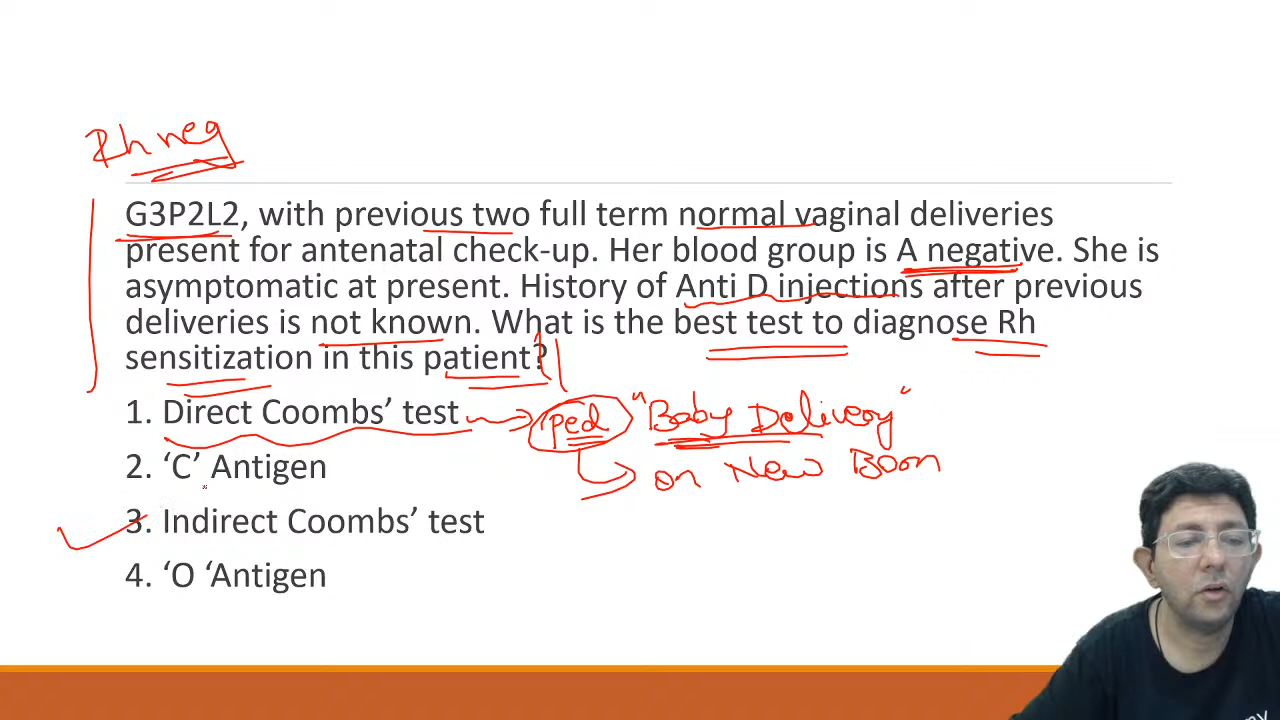 Rh neg
G3P2L2, with previous two full term normal vaginal deliveries
present for antenatal check-up. Her blood group is A negative. She is
asymptomatic at present. History of Anti D injections after previous
deliveries is not known. What is the best test to diagnose Rh
sensitization in this patient?
1. Direct Coombs’ test ped "Baby Delivery"
2. ‘C’ Antigen on New Born
3. Indirect Coombs’ test
4. ‘O ‘Antigen